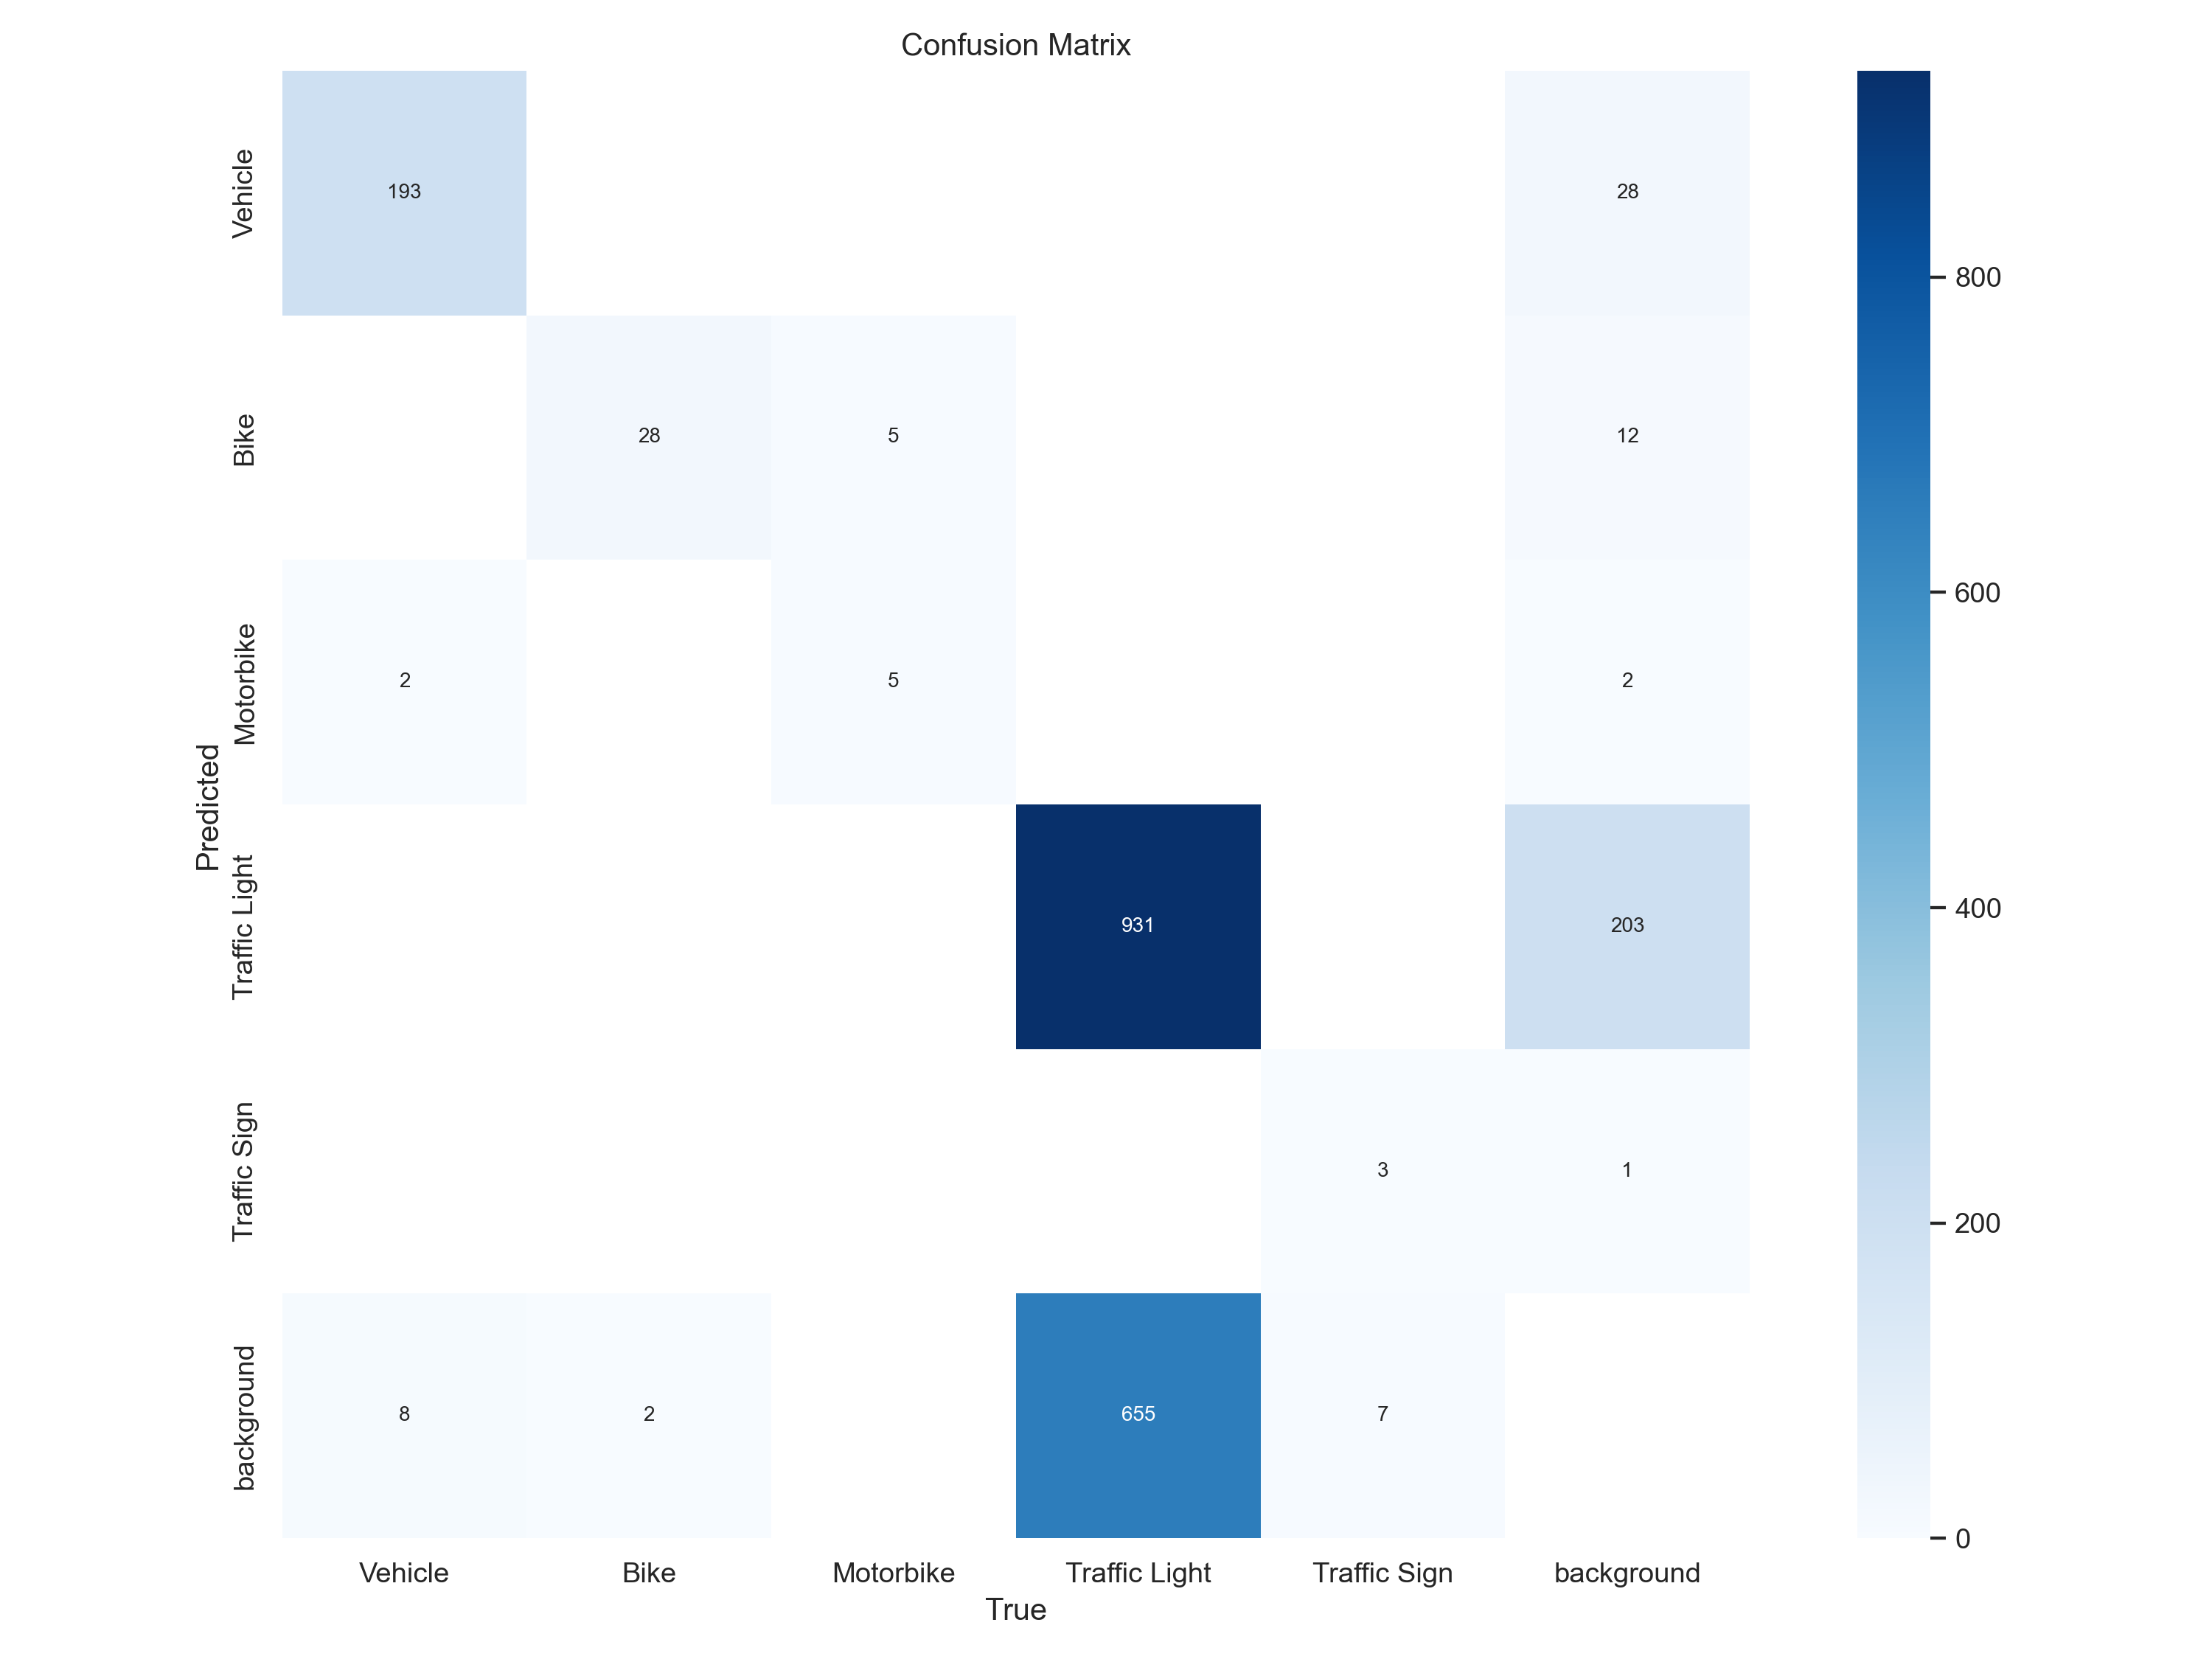 Confusion Matrix
Vehicle
193
28
800
Bike
28
5
12
600
Motorbike
2
5
2
Predicted
Traffic Light
931
203
400
Traffic Sign
3
1
200
background
8
2
655
7
0
Vehicle
Bike
Motorbike
Traffic Light
Traffic Sign
background
True